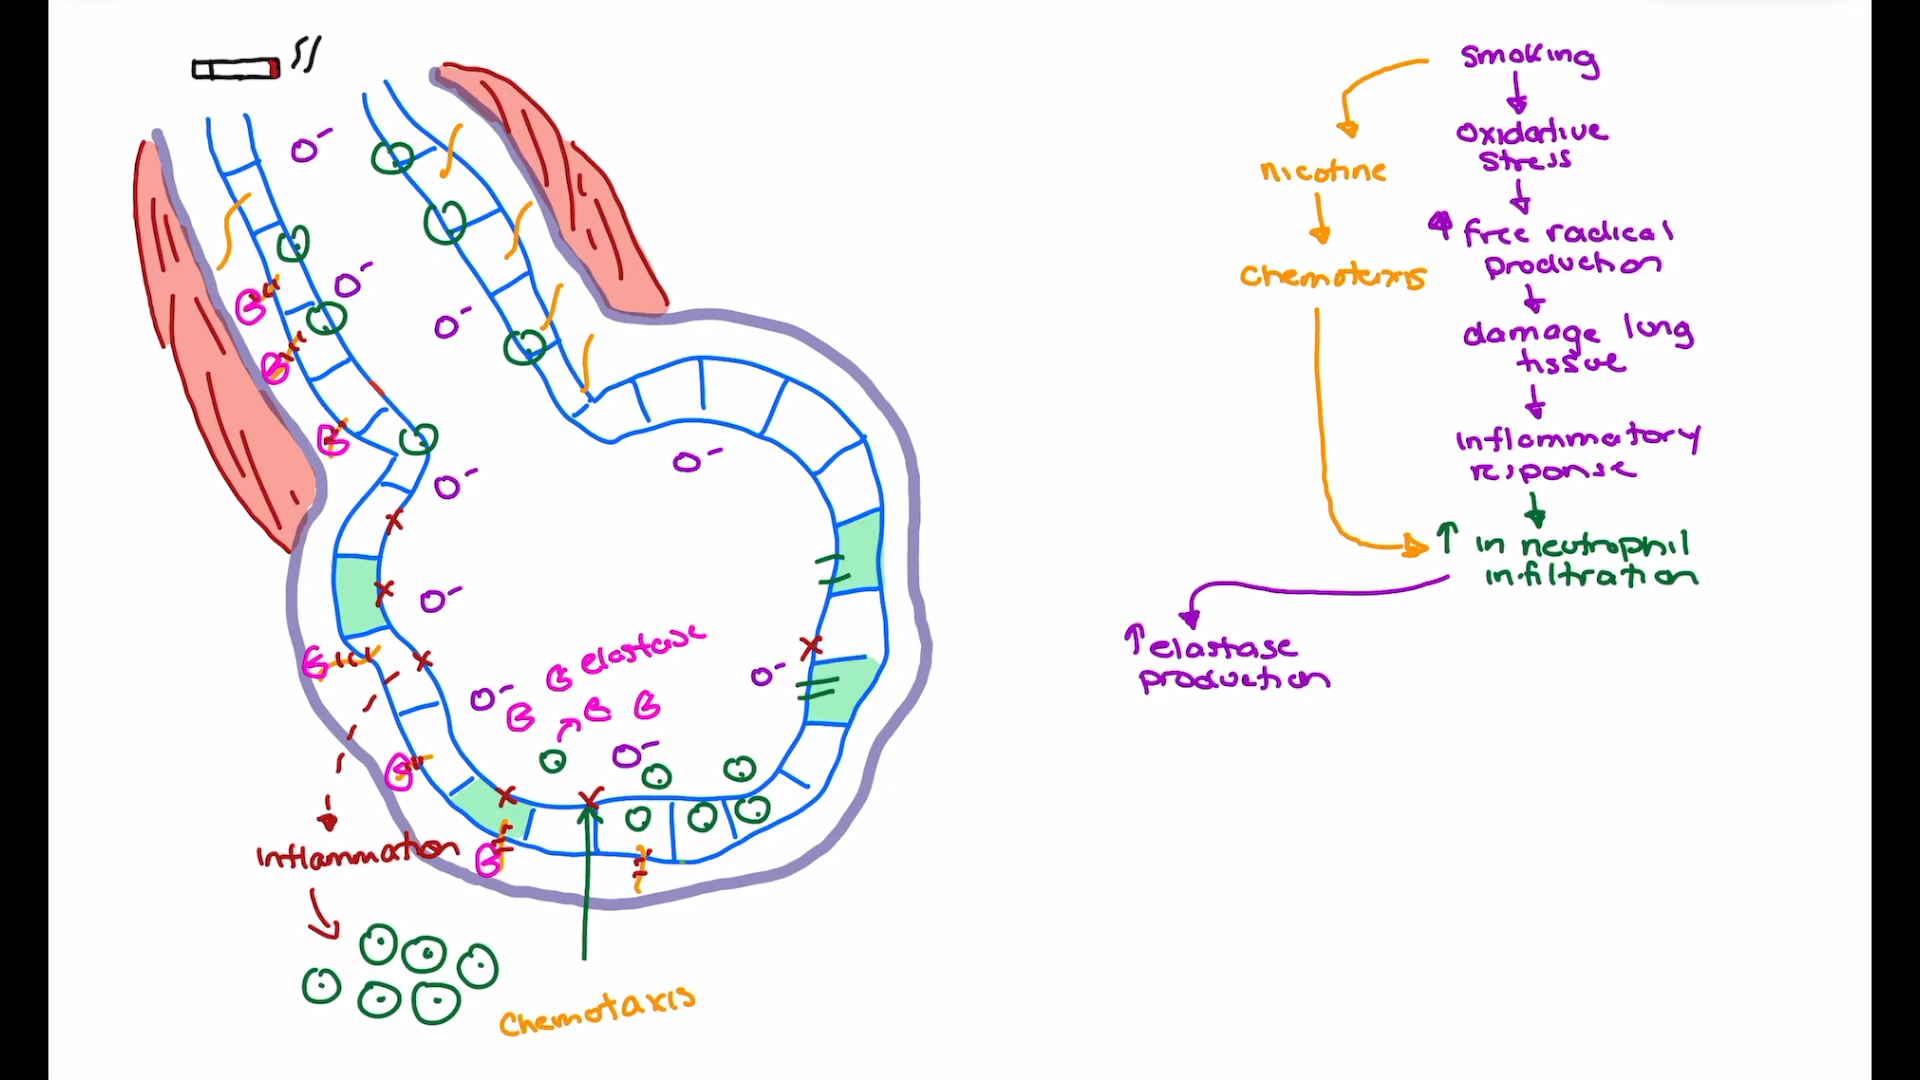 Smoking
Oxidative
Stress
nicotine
free radical
production
Chemotaxis
damage lung
tissue
Inflammatory
response
↑ in neutrophil
infiltration
↑ elastase
production
O-
O-
O-
O-
O-
O-
O-
O-
O-
elastase
Inflammation
Chemotaxis